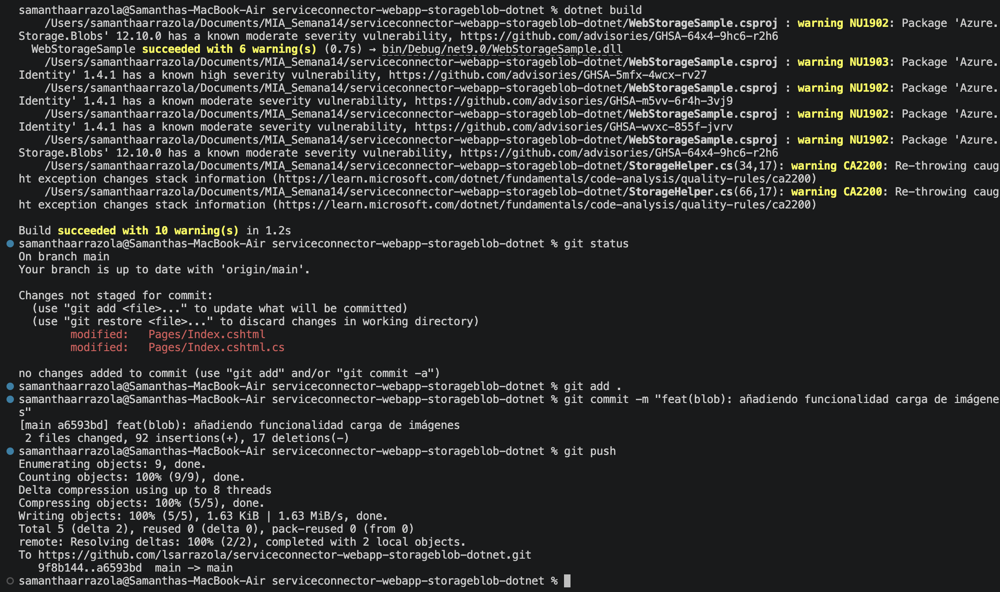 samanthaarrazola@Samanthas-MacBook-Air serviceconnector-webapp-storageblob-dotnet % dotnet build
/Users/samanthaarrazola/Documents/MIA_Semana14/serviceconnector-webapp-storageblob-dotnet/WebStorageSample.csproj : warning NU1902: Package 'Azure.
Storage.Blobs' 12.10.0 has a known moderate severity vulnerability, https://github.com/advisories/GHSA-64x4-9hc6-r2h6
WebStorageSample succeeded with 6 warning(s) (0.7s) → bin/Debug/net9.0/WebStorageSample.dll
/Users/samanthaarrazola/Documents/MIA_Semana14/serviceconnector-webapp-storageblob-dotnet/WebStorageSample.csproj : warning NU1903: Package 'Azure.
Identity' 1.4.1 has a known high severity vulnerability, https://github.com/advisories/GHSA-5mfx-4wcx-rv27
/Users/samanthaarrazola/Documents/MIA_Semana14/serviceconnector-webapp-storageblob-dotnet/WebStorageSample.csproj : warning NU1902: Package 'Azure.
Identity' 1.4.1 has a known moderate severity vulnerability, https://github.com/advisories/GHSA-m5vv-6r4h-3vj9
/Users/samanthaarrazola/Documents/MIA_Semana14/serviceconnector-webapp-storageblob-dotnet/WebStorageSample.csproj : warning NU1902: Package 'Azure.
Identity' 1.4.1 has a known moderate severity vulnerability, https://github.com/advisories/GHSA-wvxc-855f-jvrv
/Users/samanthaarrazola/Documents/MIA_Semana14/serviceconnector-webapp-storageblob-dotnet/WebStorageSample.csproj : warning NU1902: Package 'Azure.
Storage.Blobs' 12.10.0 has a known moderate severity vulnerability, https://github.com/advisories/GHSA-64x4-9hc6-r2h6
/Users/samanthaarrazola/Documents/MIA_Semana14/serviceconnector-webapp-storageblob-dotnet/StorageHelper.cs(34,17): warning CA2200: Re-throwing caug
ht exception changes stack information (https://learn.microsoft.com/dotnet/fundamentals/code-analysis/quality-rules/ca2200)
/Users/samanthaarrazola/Documents/MIA_Semana14/serviceconnector-webapp-storageblob-dotnet/StorageHelper.cs(66,17): warning CA2200: Re-throwing caug
ht exception changes stack information (https://learn.microsoft.com/dotnet/fundamentals/code-analysis/quality-rules/ca2200)
Build succeeded with 10 warning(s) in 1.2s
samanthaarrazola@Samanthas-MacBook-Air serviceconnector-webapp-storageblob-dotnet % git status
On branch main
Your branch is up to date with 'origin/main'.
Changes not staged for commit:
(use "git add <file>..." to update what will be committed)
(use "git restore <file>..." to discard changes in working directory)
modified:   Pages/Index.cshtml
modified:   Pages/Index.cshtml.cs
no changes added to commit (use "git add" and/or "git commit -a")
samanthaarrazola@Samanthas-MacBook-Air serviceconnector-webapp-storageblob-dotnet % git add .
samanthaarrazola@Samanthas-MacBook-Air serviceconnector-webapp-storageblob-dotnet % git commit -m "feat(blob): añadiendo funcionalidad carga de imágene
s"
[main a6593bd] feat(blob): añadiendo funcionalidad carga de imágenes
2 files changed, 92 insertions(+), 17 deletions(-)
samanthaarrazola@Samanthas-MacBook-Air serviceconnector-webapp-storageblob-dotnet % git push
Enumerating objects: 9, done.
Counting objects: 100% (9/9), done.
Delta compression using up to 8 threads
Compressing objects: 100% (5/5), done.
Writing objects: 100% (5/5), 1.63 KiB | 1.63 MiB/s, done.
Total 5 (delta 2), reused 0 (delta 0), pack-reused 0 (from 0)
remote: Resolving deltas: 100% (2/2), completed with 2 local objects.
To https://github.com/lsarrazola/serviceconnector-webapp-storageblob-dotnet.git
9f8b144..a6593bd  main -> main
samanthaarrazola@Samanthas-MacBook-Air serviceconnector-webapp-storageblob-dotnet %